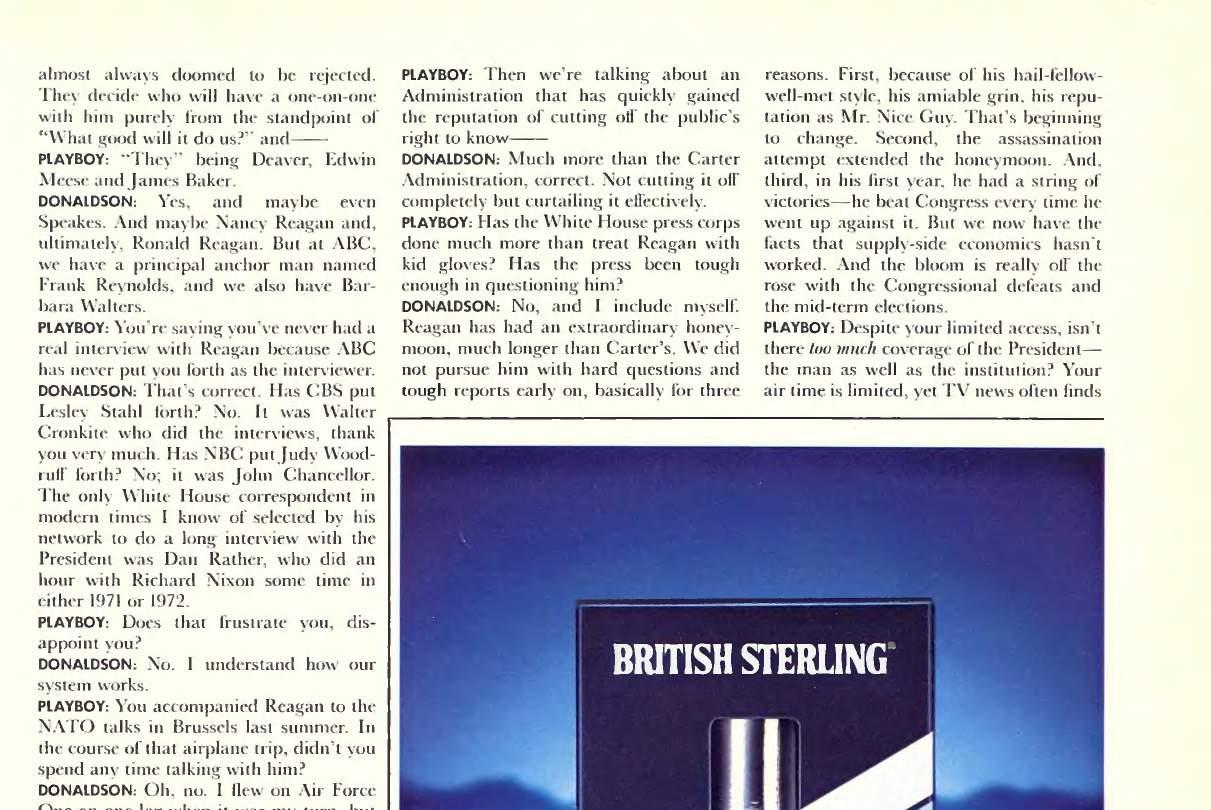 almost always doomed to be rejected.
They decide who will have a one-on-one
with him purely from the standpoint of
"What good will it do us?" and——
PLAYBOY: "They" being Deaver, Edwin
Meese and James Baker.
DONALDSON: Yes, and maybe even
Speakes. And maybe Nancy Reagan and,
ultimately, Ronald Reagan. But at ABC,
we have a principal anchor man named
Frank Reynolds, and we also have Bar-
bara Walters.
PLAYBOY: You're saying you've never had a
real interview with Reagan because ABC
has never put you forth as the interviewer.
DONALDSON: That's correct. Has CBS put
Lesley Stahl forth? No. It was Walter
Cronkite who did the interviews, thank
you very much. Has NBC put Judy Wood-
ruff forth? No; it was John Chancellor.
The only White House correspondent in
modern times I know of selected by his
network to do a long interview with the
President was Dan Rather, who did an
hour with Richard Nixon some time in
either 1971 or 1972.
PLAYBOY: Does that frustrate you, dis-
appoint you?
DONALDSON: No. I understand how our
system works.
PLAYBOY: You accompanied Reagan to the
NATO talks in Brussels last summer. In
the course of that airplane trip, didn't you
spend any time talking with him?
DONALDSON: Oh, no. I flew on Air Force
One on one leg when it was my turn, but
PLAYBOY: Then we're talking about an
Administration that has quickly gained
the reputation of cutting off the public's
right to know——
DONALDSON: Much more than the Carter
Administration, correct. Not cutting it off
completely but curtailing it effectively.
PLAYBOY: Has the White House press corps
done much more than treat Reagan with
kid gloves? Has the press been tough
enough in questioning him?
DONALDSON: No, and I include myself.
Reagan has had an extraordinary honey-
moon, much longer than Carter's. We did
not pursue him with hard questions and
tough reports early on, basically for three
reasons. First, because of his hail-fellow-
well-met style, his amiable grin, his repu-
tation as Mr. Nice Guy. That's beginning
to change. Second, the assassination
attempt extended the honeymoon. And,
third, in his first year, he had a string of
victories—he beat Congress every time he
went up against it. But we now have the
facts that supply-side economics hasn't
worked. And the bloom is really off the
rose with the Congressional defeats and
the mid-term elections.
PLAYBOY: Despite your limited access, isn't
there too much coverage of the President—
the man as well as the institution? Your
air time is limited, yet TV news often finds
BRITISH STERLING®